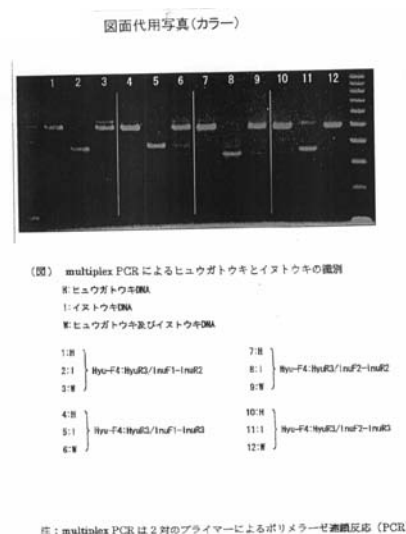 図面代用写真(カラー)
1 2 3 4 5 6 7 8 9 10 11 12
(図) multiplex PCR によるヒュウガトウキとイヌトウキの識別
H:ヒュウガトウキDNA
I:イヌトウキDNA
W:ヒュウガトウキ及びイヌトウキDNA
1:H
2:I Hyu-F4:HyuR3/InuF1-InuR2
3:W
7:H
8:I Hyu-F4:HyuR3/InuF2-InuR2
9:W
4:H
5:I Hyu-F4:HyuR3/InuF1-InuR3
6:W
10:H
11:I Hyu-F4:HyuR3/InuF2-InuR3
12:W
注:multiplex PCR は2対のプライマーによるポリメラーゼ連鎖反応(PCR